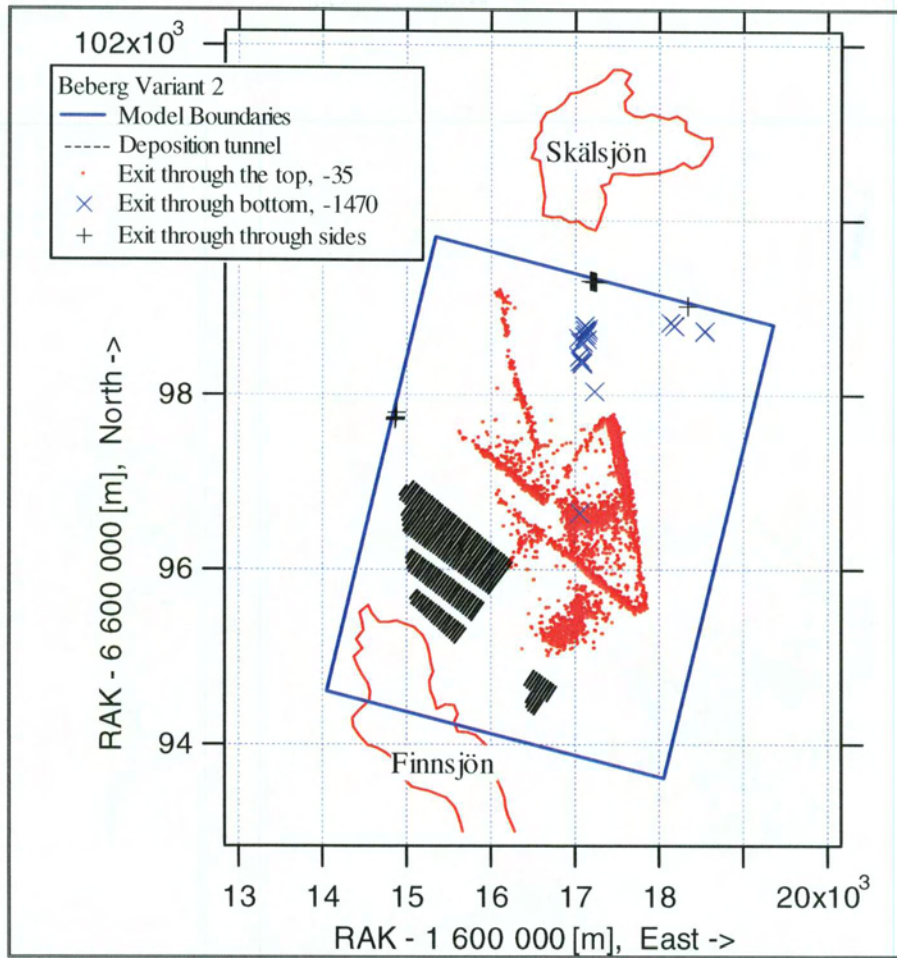 102x10³
Beberg Variant 2
Model Boundaries
Deposition tunnel
Exit through the top, -35
Exit through bottom, -1470
Exit through through sides
Skälsjön
RAK - 6 600 000 [m], North ->
98
96
94
Finnsjön
13 14 15 16 17 18 20x10³
RAK - 1 600 000 [m], East ->